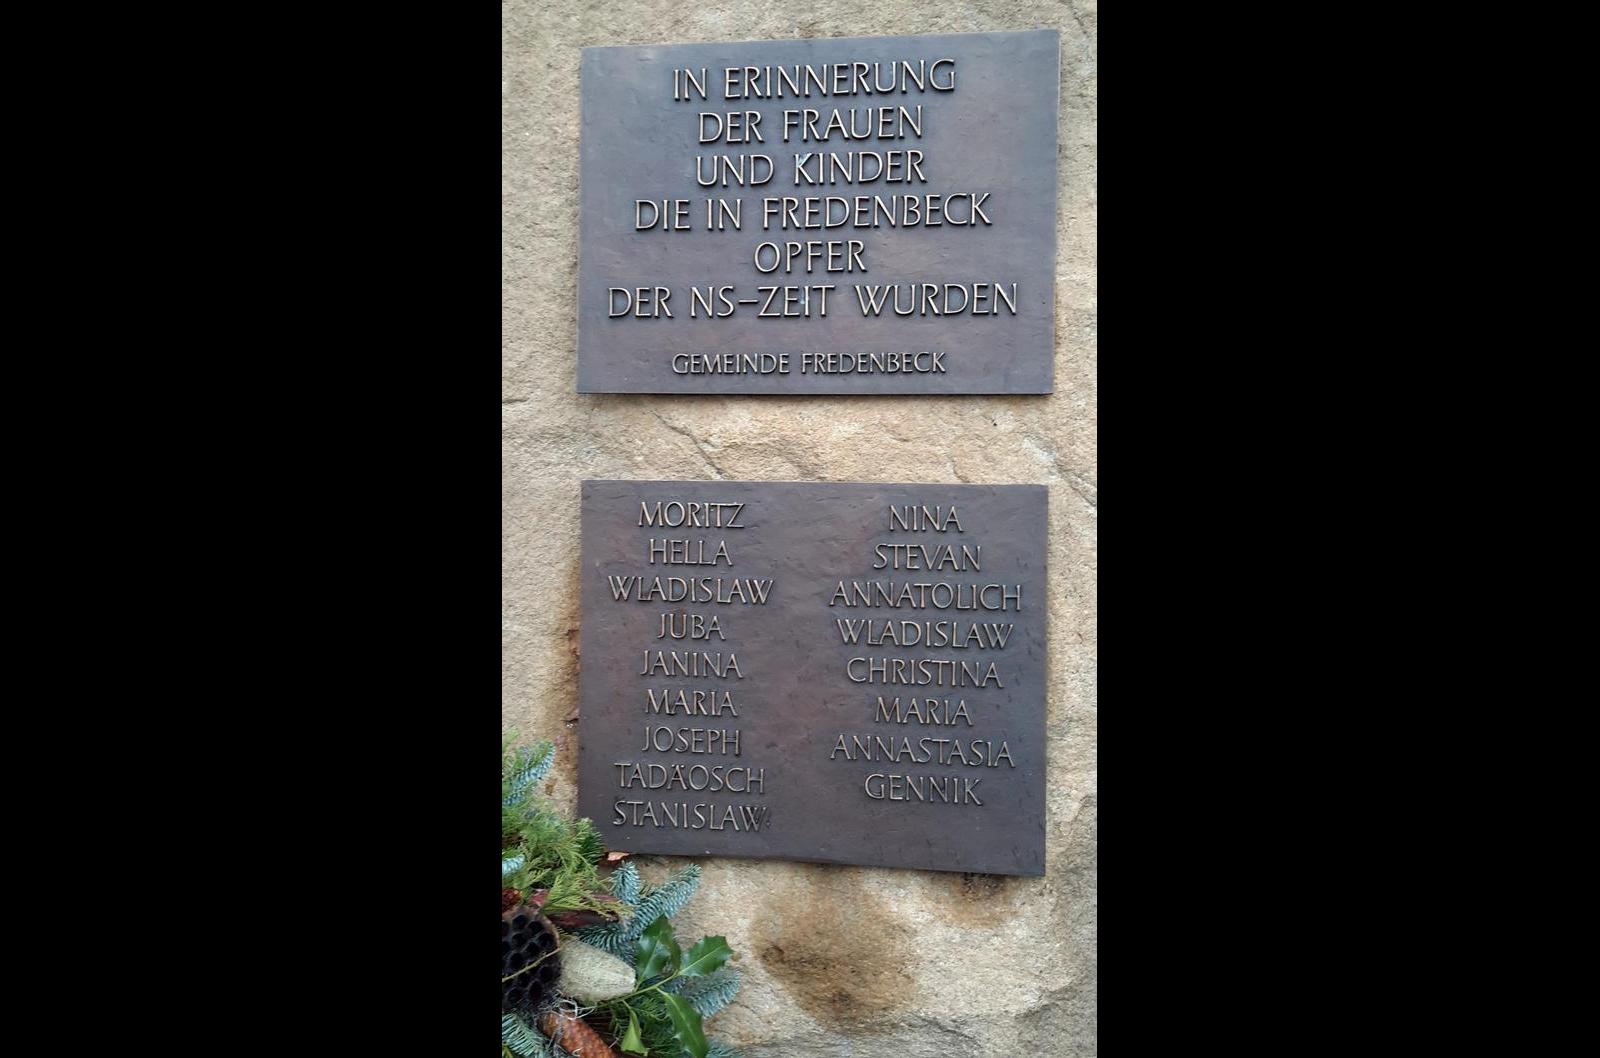 IN ERINNERUNG
DER FRAUEN
UND KINDER
DIE IN FREDENBECK
OPFER
DER NS-ZEIT WURDEN
GEMEINDE FREDENBECK
MORITZ
HELLA
WLADISLAW
JUBA
JANINA
MARIA
JOSEPH
TADÄOSCH
STANISLAW
NINA
STEVAN
ANNATOLICH
WLADISLAW
CHRISTINA
MARIA
ANNASTASIA
GENNIK